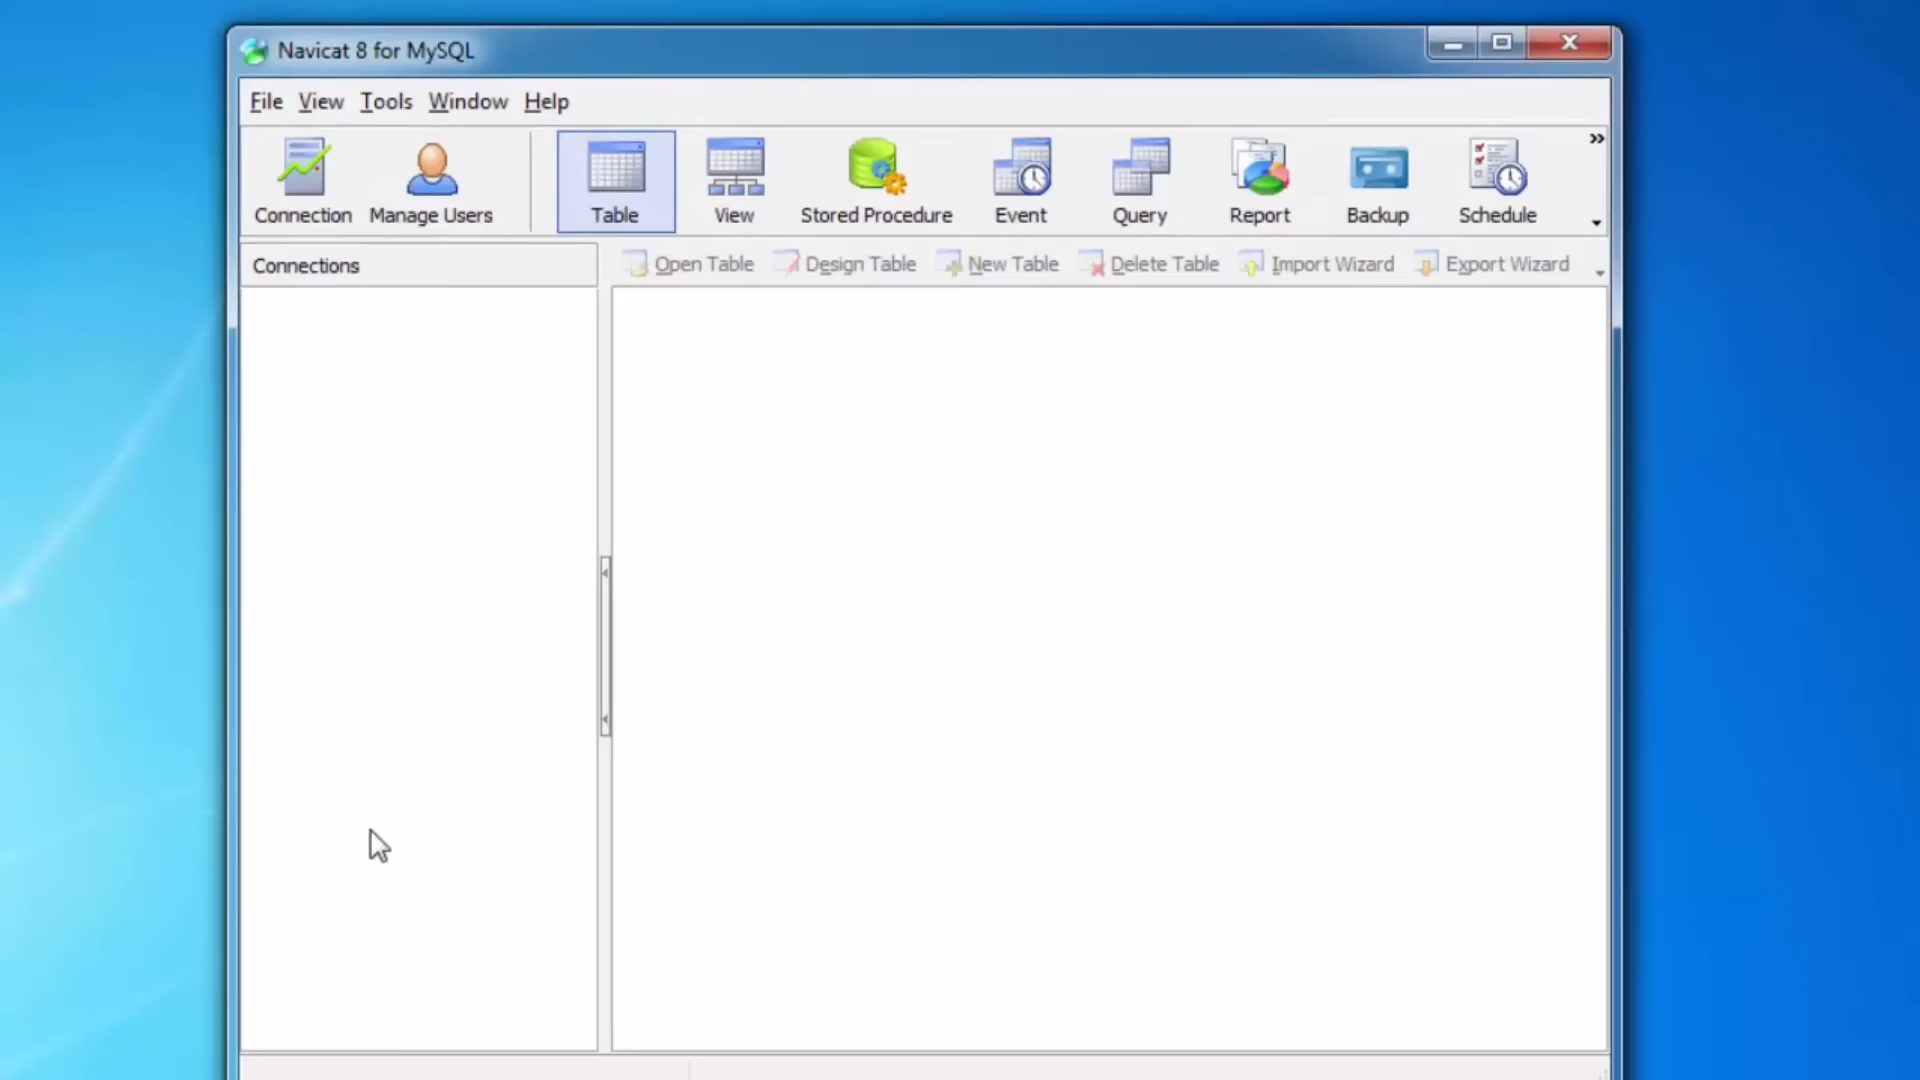 Navicat 8 for MySQL
File View Tools Window Help
Connection Manage Users Table View Stored Procedure Event Query Report Backup Schedule
Connections Open Table Design Table New Table Delete Table Import Wizard Export Wizard